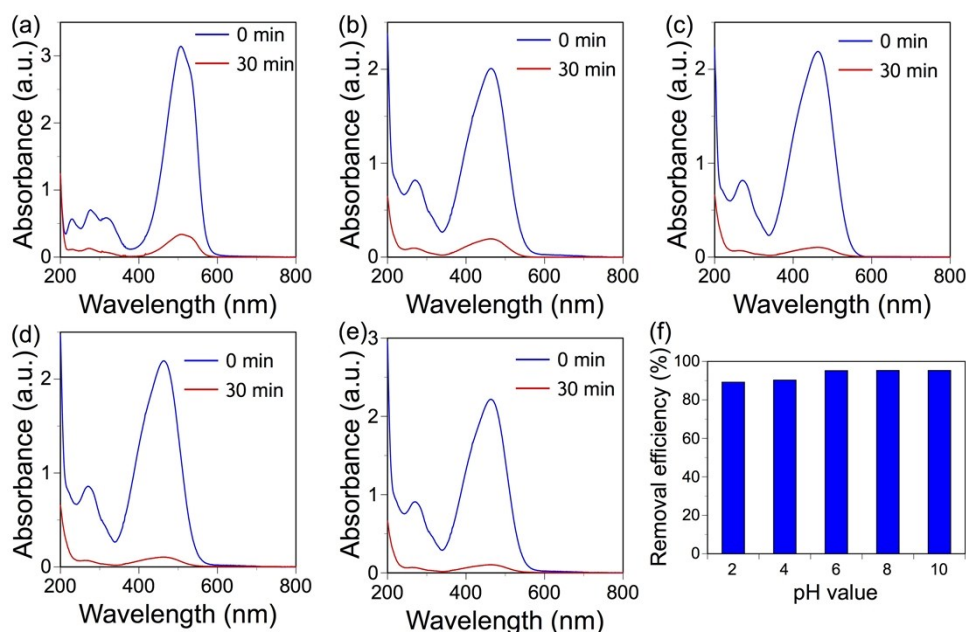 (a)
Absorbance (a.u.)
3
2
1
0
0 min
30 min
200 400 600 800
Wavelength (nm)
(b)
Absorbance (a.u.)
2
1
0
0 min
30 min
200 400 600 800
Wavelength (nm)
(c)
Absorbance (a.u.)
2
1
0
0 min
30 min
200 400 600 800
Wavelength (nm)
(d)
Absorbance (a.u.)
2
1
0
0 min
30 min
200 400 600 800
Wavelength (nm)
(e)
Absorbance (a.u.)
3
2
1
0
0 min
30 min
200 400 600 800
Wavelength (nm)
(f)
Removal efficiency (%)
100
80
60
40
20
0
2 4 6 8 10
pH value